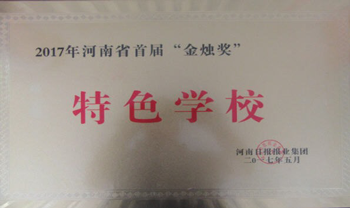 2017年河南省首届“金烛奖”
特色学校
河南日报报业集团
二〇一七年五月